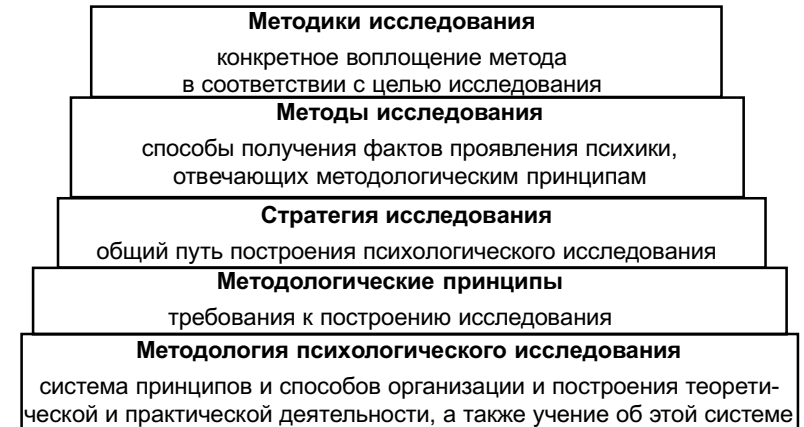 Методики исследования
конкретное воплощение метода
в соответствии с целью исследования
Методы исследования
способы получения фактов проявления психики,
отвечающих методологическим принципам
Стратегия исследования
общий путь построения психологического исследования
Методологические принципы
требования к построению исследования
Методология психологического исследования
система принципов и способов организации и построения теорети-
ческой и практической деятельности, а также учение об этой системе